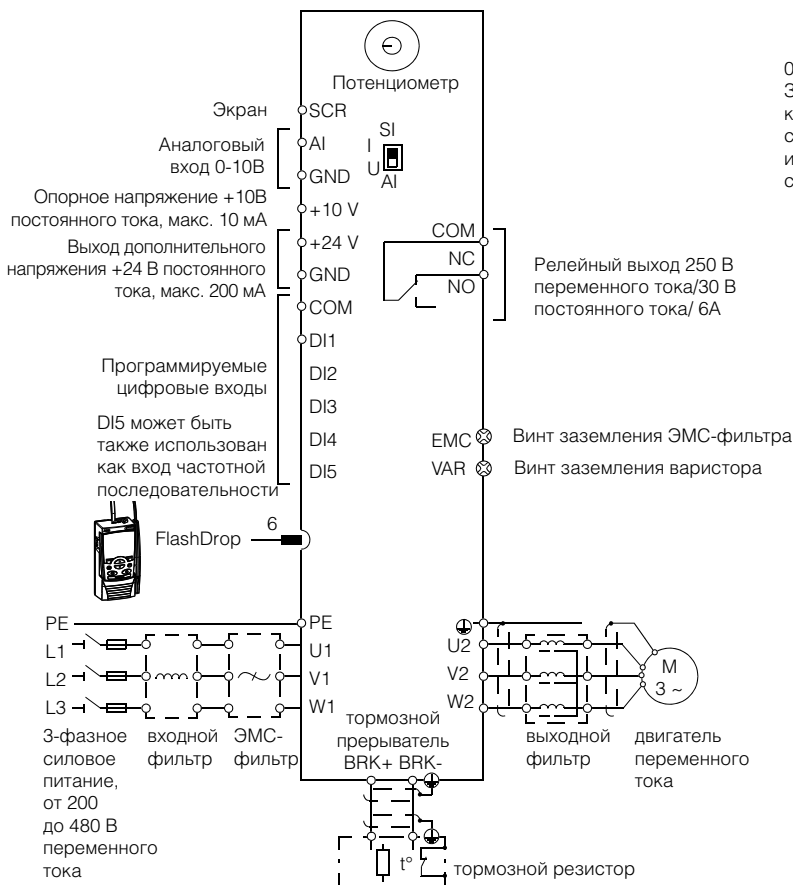 Потенциометр
Экран
SCR
Аналоговый
вход 0-10В
AI
GND
SI
I
U
AI
Опорное напряжение +10В
постоянного тока, макс. 10 мА
+10 V
Выход дополнительного
напряжения +24 В постоянного
тока, макс. 200 мА
+24 V
GND
COM
NC
NO
Релейный выход 250 В
переменного тока/30 В
постоянного тока/ 6А
COM
DI1
DI2
DI3
DI4
DI5
Программируемые
цифровые входы
DI5 может быть
также использован
как вход частотной
последовательности
EMC
Винт заземления ЭМС-фильтра
VAR
Винт заземления варистора
FlashDrop
6
PE
PE
L1
U1
L2
V1
L3
W1
U2
V2
W2
M
3 ~
3-фазное
силовое
питание,
от 200
до 480 В
переменного
тока
входной
фильтр
ЭМС-
фильтр
тормозной
прерыватель
BRK+ BRK-
выходной
фильтр
двигатель
переменного
тока
t°
тормозной резистор